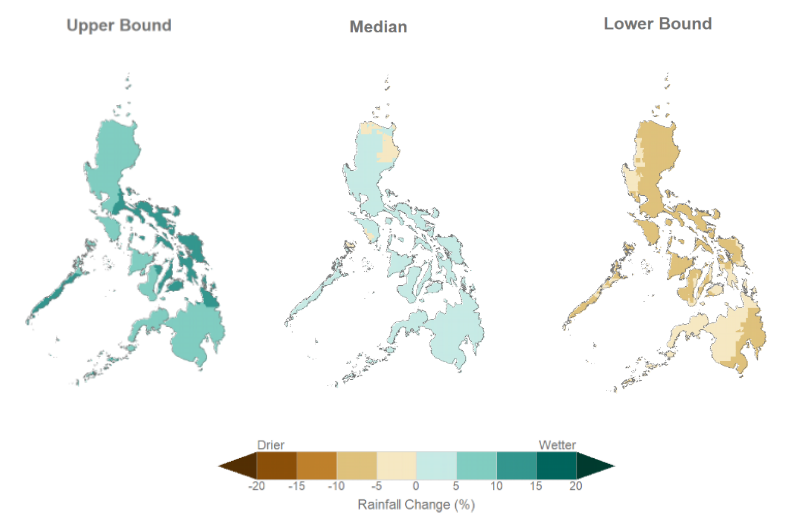 Upper Bound
Median
Lower Bound
Drier
Wetter
-20 -15 -10 -5 0 5 10 15 20
Rainfall Change (%)